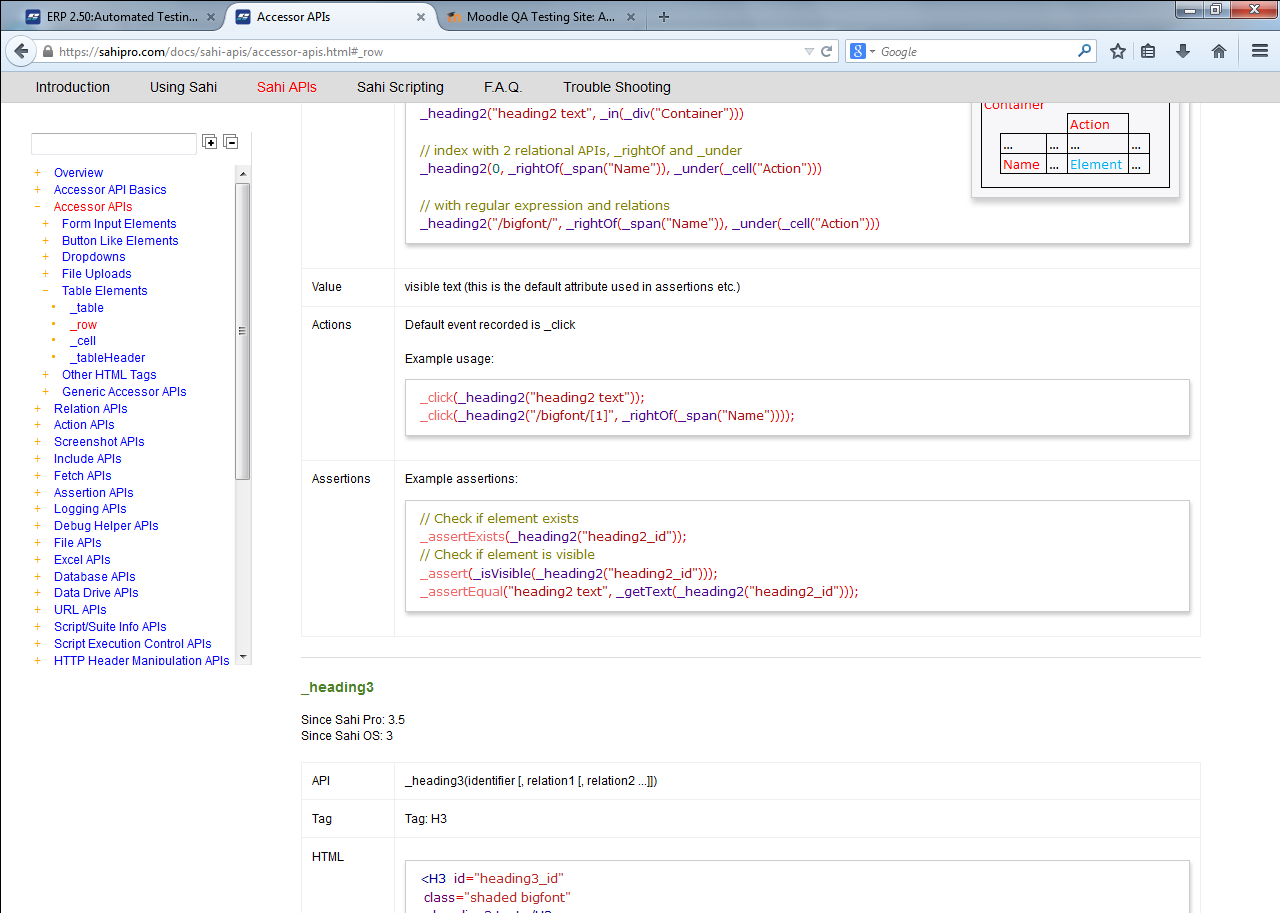 ERP 2.50:Automated Testin...
Accessor APIs
Moodle QA Testing Site: A...
https://sahipro.com/docs/sahi-apis/accessor-apis.html#_row
Google
Introduction
Using Sahi
Sahi APIs
Sahi Scripting
F.A.Q.
Trouble Shooting
Overview
Accessor API Basics
Accessor APIs
Form Input Elements
Button Like Elements
Dropdowns
File Uploads
Table Elements
_table
_row
_cell
_tableHeader
Other HTML Tags
Generic Accessor APIs
Relation APIs
Action APIs
Screenshot APIs
Include APIs
Fetch APIs
Assertion APIs
Logging APIs
Debug Helper APIs
File APIs
Excel APIs
Database APIs
Data Drive APIs
URL APIs
Script/Suite Info APIs
Script Execution Control APIs
HTTP Header Manipulation APIs
_heading2("heading2 text", _in(_div("Container")))
// index with 2 relational APIs, _rightOf and _under
_heading2(0, _rightOf(_span("Name")), _under(_cell("Action")))
// with regular expression and relations
_heading2("/bigfont/", _rightOf(_span("Name")), _under(_cell("Action")))
Container
Action
... ... ... ...
Name ... Element ...
Value
visible text (this is the default attribute used in assertions etc.)
Actions
Default event recorded is _click
Example usage:
_click(_heading2("heading2 text"));
_click(_heading2("/bigfont/[1]", _rightOf(_span("Name"))));
Assertions
Example assertions:
// Check if element exists
_assertExists(_heading2("heading2_id"));
// Check if element is visible
_assert(_isVisible(_heading2("heading2_id")));
_assertEqual("heading2 text", _getText(_heading2("heading2_id")));
_heading3
Since Sahi Pro: 3.5
Since Sahi OS: 3
API
_heading3(identifier [, relation1 [, relation2 ...]])
Tag
Tag: H3
HTML
<H3 id="heading3_id"
class="shaded bigfont"